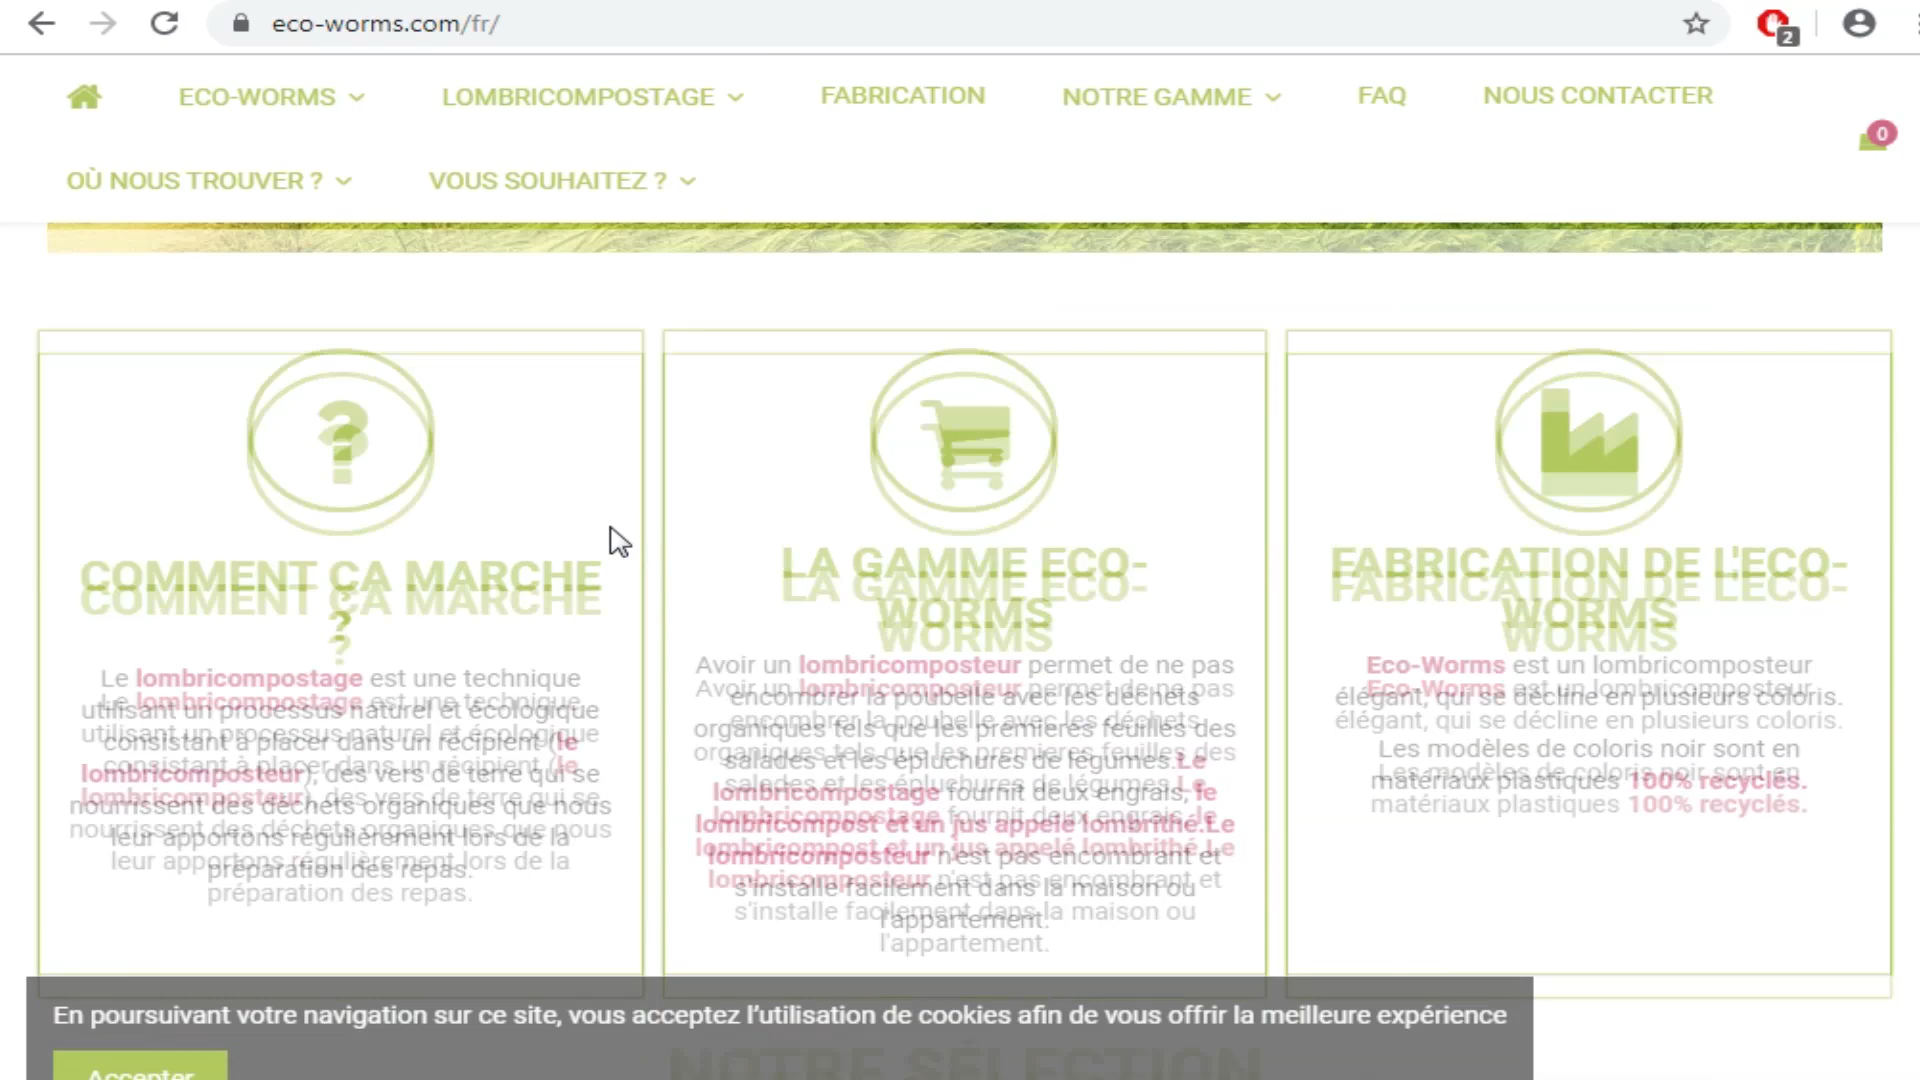 eco-worms.com/fr/
2
ECO-WORMS
LOMBRICOMPOSTAGE
FABRICATION
NOTRE GAMME
FAQ
NOUS CONTACTER
0
OÙ NOUS TROUVER ?
VOUS SOUHAITEZ ?
COMMENT ÇA MARCHE
?
Le lombricompostage est une technique
utilisant un processus naturel et écologique
consistant à placer dans un récipient (le
lombricomposteur), des vers de terre qui se
nourrissent des déchets organiques que nous
leur apportons régulièrement lors de la
préparation des repas.
LA GAMME ECO-
WORMS
Avoir un lombricomposteur permet de ne pas
encombrer la poubelle avec les déchets
organiques tels que les premieres feuilles des
salades et les épluchures de légumes.Le
lombricompostage fournit deux engrais, le
lombricompost et un jus appelé lombrithé.Le
lombricomposteur n'est pas encombrant et
s'installe facilement dans la maison ou
l'appartement.
FABRICATION DE L'ECO-
WORMS
Eco-Worms est un lombricomposteur
élégant, qui se décline en plusieurs coloris.
Les modèles de coloris noir sont en
matériaux plastiques 100% recyclés.
En poursuivant votre navigation sur ce site, vous acceptez l'utilisation de cookies afin de vous offrir la meilleure expérience
Accepter
NOTRE SÉLECTION